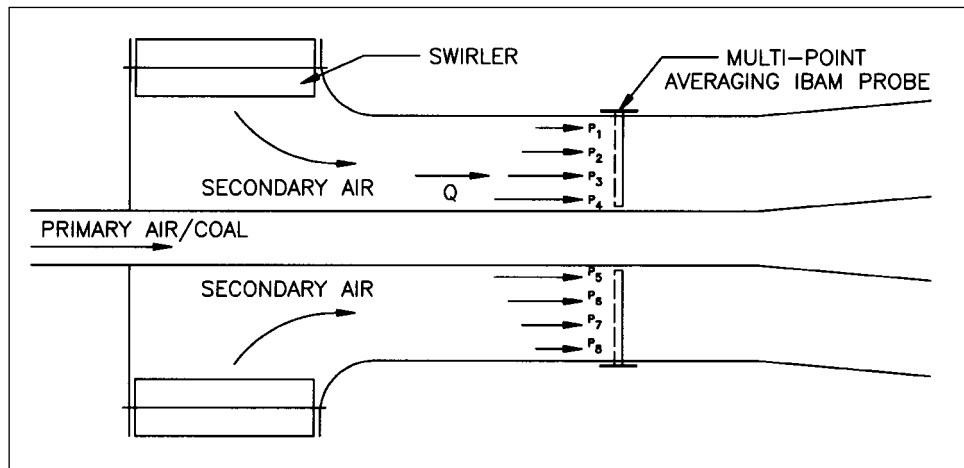 SWIRLER
MULTI-POINT
AVERAGING IBAM PROBE
P1
P2
P3
P4
SECONDARY AIR
Q
PRIMARY AIR/COAL
SECONDARY AIR
P5
P6
P7
P8